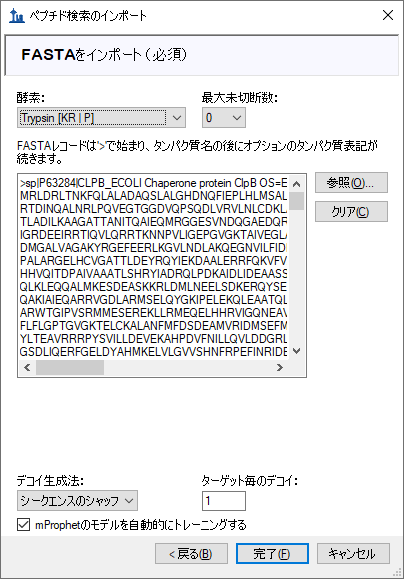 ペプチド検索のインポート
FASTAをインポート（必須）
酵素:
最大未切断数:
Trypsin [KR | P]
0
FASTAレコードは'>'で始まり、タンパク質名の後にオプションのタンパク質表記が
続きます。
>sp|P63284|CLPB_ECOLI Chaperone protein ClpB OS=E
MRLDRLTNKFQLALADAQSLALGHDNQFIEPLHLMSAL
RTDINQALNRLPQVEGTGGDVQPSQDLVRVLNLCDKL
TLADILKAAGATTANITQAIEQMRGGESVNDQGAEDQR
IGRDEEIRRTIQVLQRRTKNNPVLIGEPGVGKTAIVEGLA
DMGALVAGAKYRGEFEERLKGVLNDLAKQEGNVILFID
PALARGELHCVGATTLDEYRQYIEKDAALERRFQKVFV
HHVQITDPAIVAAATLSHRYIADRQLPDKAIDLIDEAASS
QLKLEQQALMKESDEASKKRLDMLNEELSDKERQYSE
QAKIAIEQARRVGDLARMSELQYGKIPELEKQLEAATQL
ARWTGIPVSRMMESEREKLLRMEQELHHRVIGQNEAV
FLFLGPTGVGKTELCKALANFMFDSDEAMVRIDMSEFM
YLTEAVRRRPYSVILLDEVEKAHPDVFNILLQVLDDGRL
GSDLIQERFGELDYAHMKELVLGVVSHNFRPEFINRIDE
参照(O)...
クリア(C)
デコイ生成法:
ターゲット毎のデコイ:
シークエンスのシャッフ
1
mProphetのモデルを自動的にトレーニングする
< 戻る(B)
完了(F)
キャンセル